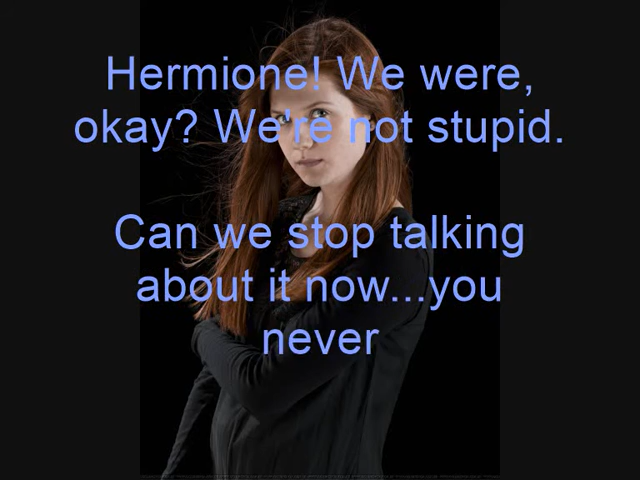 Hermione! We were,
okay? We're not stupid.
Can we stop talking
about it now...you
never